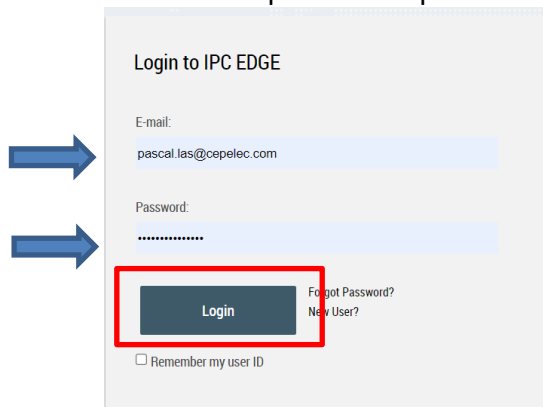 Login to IPC EDGE
E-mail:
pascal.las@cepelec.com
Password:
•••••••••••••••
Login
Forgot Password?
New User?
Remember my user ID